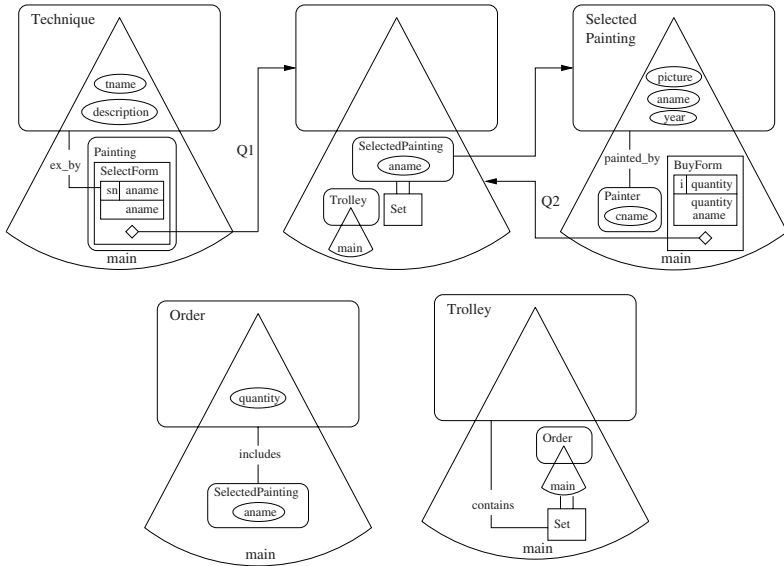 Technique
tname
description
ex_by
Painting
SelectForm
sn aname
aname
main
Q1
SelectedPainting
aname
Trolley
Set
main
Q2
Selected
Painting
picture
aname
year
painted_by
Painter
cname
BuyForm
i quantity
quantity
aname
main
Order
quantity
includes
SelectedPainting
aname
main
Trolley
Order
main
contains
Set
main